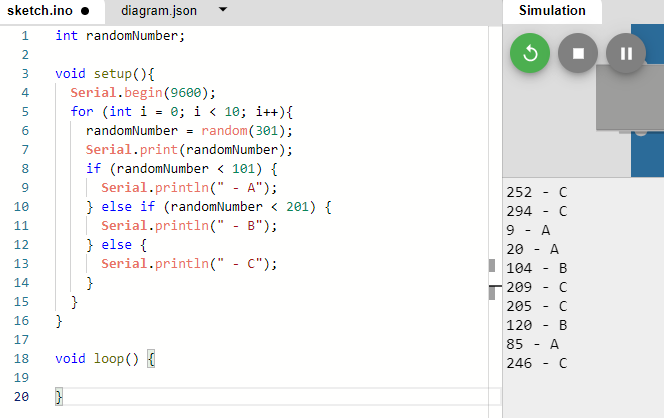 sketch.ino ● diagram.json ▼ Simulation
1 int randomNumber;
2
3 void setup(){
4 Serial.begin(9600);
5 for (int i = 0; i < 10; i++){
6 randomNumber = random(301);
7 Serial.print(randomNumber);
8 if (randomNumber < 101) {
9 Serial.println(" - A");
10 } else if (randomNumber < 201) {
11 Serial.println(" - B");
12 } else {
13 Serial.println(" - C");
14 }
15 }
16 }
17
18 void loop() {
19
20 }
252 - C
294 - C
9 - A
20 - A
104 - B
209 - C
205 - C
120 - B
85 - A
246 - C